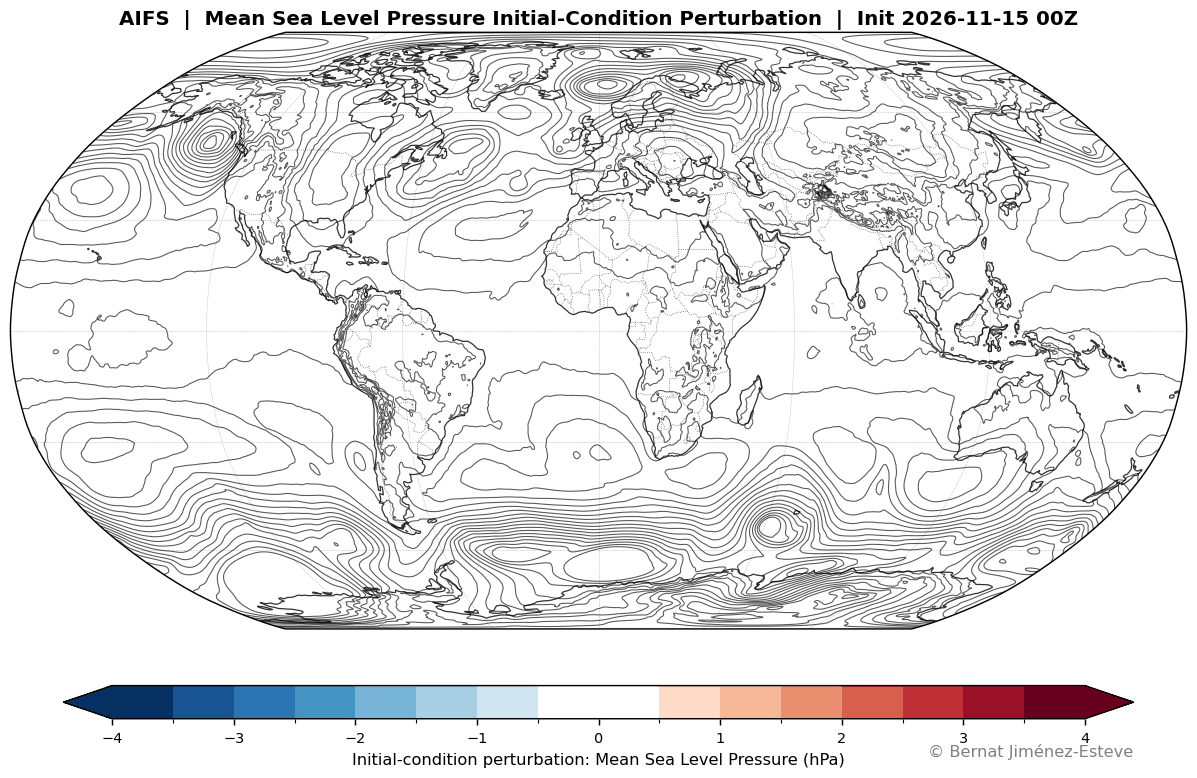 AIFS | Mean Sea Level Pressure Initial-Condition Perturbation | Init 2026-11-15 00Z
−4 −3 −2 −1 0 1 2 3 4
Initial-condition perturbation: Mean Sea Level Pressure (hPa)
© Bernat Jiménez-Esteve